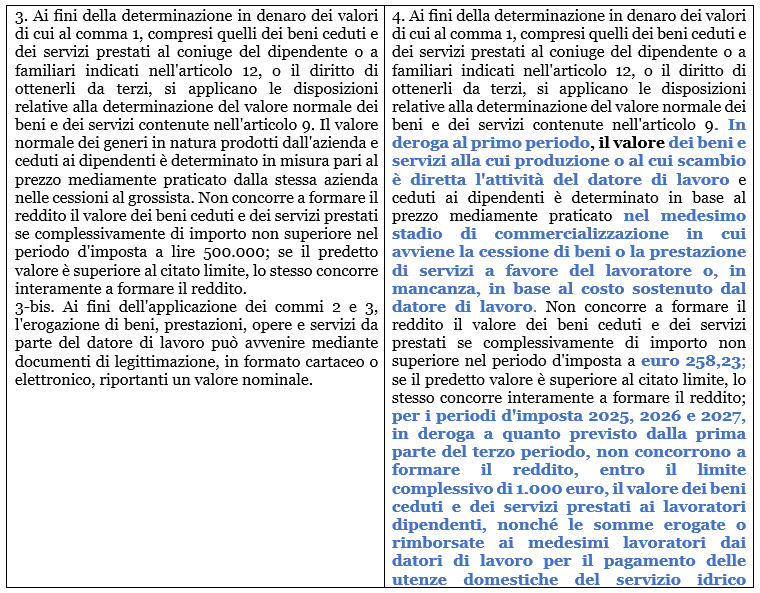 3. Ai fini della determinazione in denaro dei valori
di cui al comma 1, compresi quelli dei beni ceduti e
dei servizi prestati al coniuge del dipendente o a
familiari indicati nell'articolo 12, o il diritto di
ottenerli da terzi, si applicano le disposizioni
relative alla determinazione del valore normale dei
beni e dei servizi contenute nell'articolo 9. Il valore
normale dei generi in natura prodotti dall'azienda e
ceduti ai dipendenti è determinato in misura pari al
prezzo mediamente praticato dalla stessa azienda
nelle cessioni al grossista. Non concorre a formare il
reddito il valore dei beni ceduti e dei servizi prestati
se complessivamente di importo non superiore nel
periodo d'imposta a lire 500.000; se il predetto
valore è superiore al citato limite, lo stesso concorre
interamente a formare il reddito.
3-bis. Ai fini dell'applicazione dei commi 2 e 3,
l'erogazione di beni, prestazioni, opere e servizi da
parte del datore di lavoro può avvenire mediante
documenti di legittimazione, in formato cartaceo o
elettronico, riportanti un valore nominale.
4. Ai fini della determinazione in denaro dei valori
di cui al comma 1, compresi quelli dei beni ceduti e
dei servizi prestati al coniuge del dipendente o a
familiari indicati nell'articolo 12, o il diritto di
ottenerli da terzi, si applicano le disposizioni
relative alla determinazione del valore normale dei
beni e dei servizi contenute nell'articolo 9. In
deroga al primo periodo, il valore dei beni e
servizi alla cui produzione o al cui scambio
è diretta l'attività del datore di lavoro e
ceduti ai dipendenti è determinato in base al
prezzo mediamente praticato nel medesimo
stadio di commercializzazione in cui
avviene la cessione di beni o la prestazione
di servizi a favore del lavoratore o, in
mancanza, in base al costo sostenuto dal
datore di lavoro. Non concorre a formare il
reddito il valore dei beni ceduti e dei servizi
prestati se complessivamente di importo non
superiore nel periodo d'imposta a euro 258,23;
se il predetto valore è superiore al citato limite, lo
stesso concorre interamente a formare il reddito;
per i periodi d'imposta 2025, 2026 e 2027,
in deroga a quanto previsto dalla prima
parte del terzo periodo, non concorrono a
formare il reddito, entro il limite
complessivo di 1.000 euro, il valore dei beni
ceduti e dei servizi prestati ai lavoratori
dipendenti, nonché le somme erogate o
rimborsate ai medesimi lavoratori dai
datori di lavoro per il pagamento delle
utenze domestiche del servizio idrico